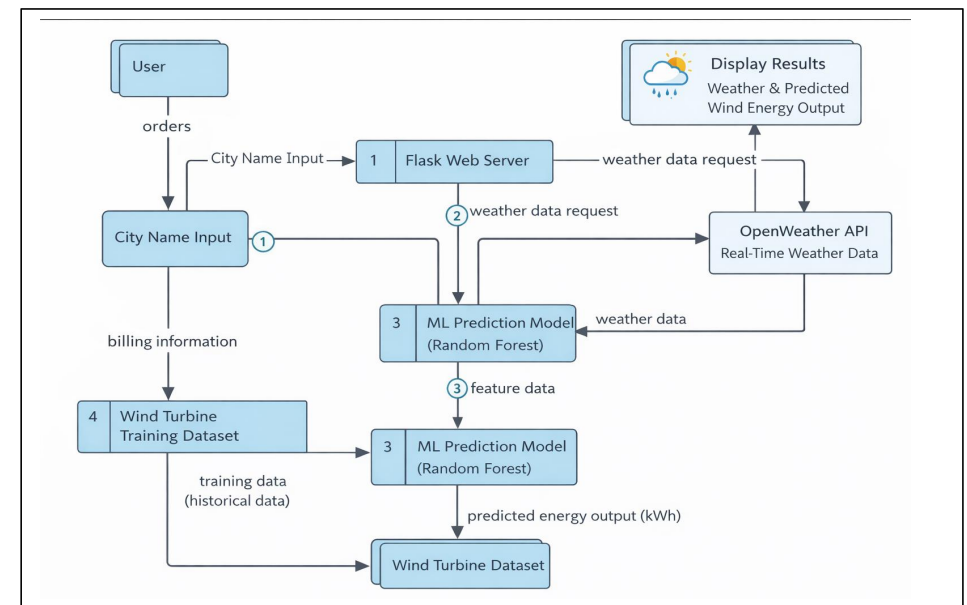 User
Display Results
Weather & Predicted
Wind Energy Output
orders
City Name Input
1
Flask Web Server
weather data request
2
weather data request
City Name Input
1
OpenWeather API
Real-Time Weather Data
3
ML Prediction Model
(Random Forest)
weather data
billing information
3
feature data
4
Wind Turbine
Training Dataset
3
ML Prediction Model
(Random Forest)
training data
(historical data)
predicted energy output (kWh)
Wind Turbine Dataset